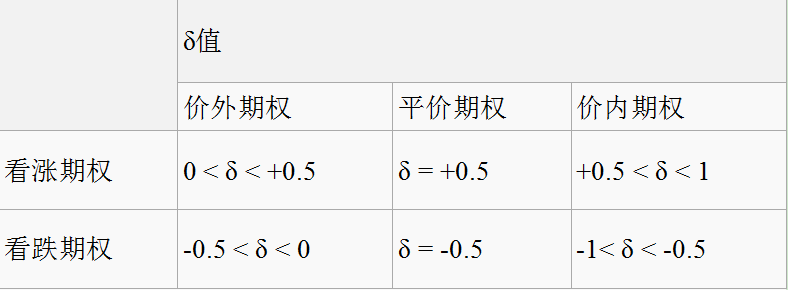 δ值
价外期权 平价期权 价内期权
看涨期权 0 < δ < +0.5 δ = +0.5 +0.5 < δ < 1
看跌期权 -0.5 < δ < 0 δ = -0.5 -1< δ < -0.5